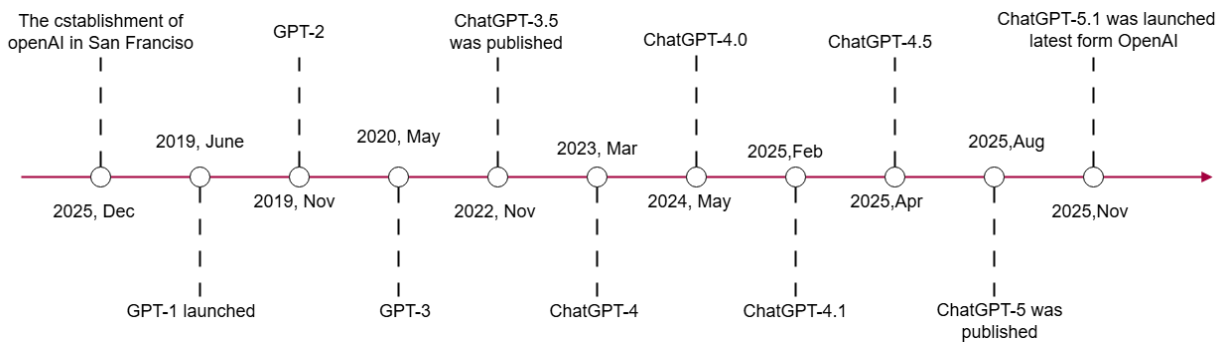 The cstablishment of
openAI in San Franciso
2025, Dec
2019, June
GPT-1 launched
GPT-2
2019, Nov
2020, May
GPT-3
ChatGPT-3.5
was published
2022, Nov
2023, Mar
ChatGPT-4
ChatGPT-4.0
2024, May
2025,Feb
ChatGPT-4.1
ChatGPT-4.5
2025,Apr
2025,Aug
ChatGPT-5 was
published
ChatGPT-5.1 was launched
latest form OpenAI
2025,Nov